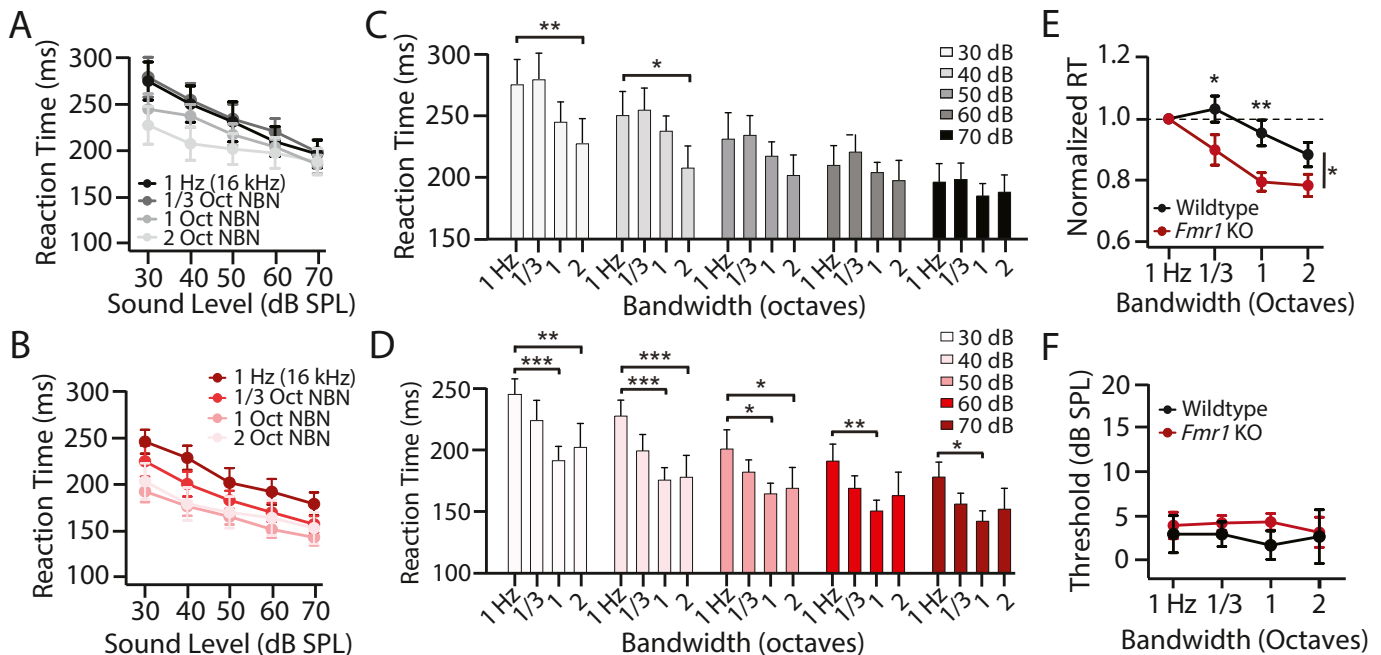 A
Reaction Time (ms)
300
250
200
150
100
1 Hz (16 kHz)
1/3 Oct NBN
1 Oct NBN
2 Oct NBN
30 40 50 60 70
Sound Level (dB SPL)
B
Reaction Time (ms)
300
250
200
150
100
1 Hz (16 kHz)
1/3 Oct NBN
1 Oct NBN
2 Oct NBN
30 40 50 60 70
Sound Level (dB SPL)
C
Reaction Time (ms)
300
250
200
150
** *
30 dB
40 dB
50 dB
60 dB
70 dB
1 Hz 1/3 1 2 1 Hz 1/3 1 2 1 Hz 1/3 1 2 1 Hz 1/3 1 2 1 Hz 1/3 1 2
Bandwidth (octaves)
D
Reaction Time (ms)
250
200
150
100
** *** * ** *
*** *** *
30 dB
40 dB
50 dB
60 dB
70 dB
1 Hz 1/3 1 2 1 Hz 1/3 1 2 1 Hz 1/3 1 2 1 Hz 1/3 1 2 1 Hz 1/3 1 2
Bandwidth (octaves)
E
Normalized RT
1.0
0.8
0.6
* **
*
Wildtype
Fmr1 KO
1 Hz 1/3 1 2
Bandwidth (Octaves)
F
Threshold (dB SPL)
20
15
10
5
0
Wildtype
Fmr1 KO
1 Hz 1/3 1 2
Bandwidth (Octaves)